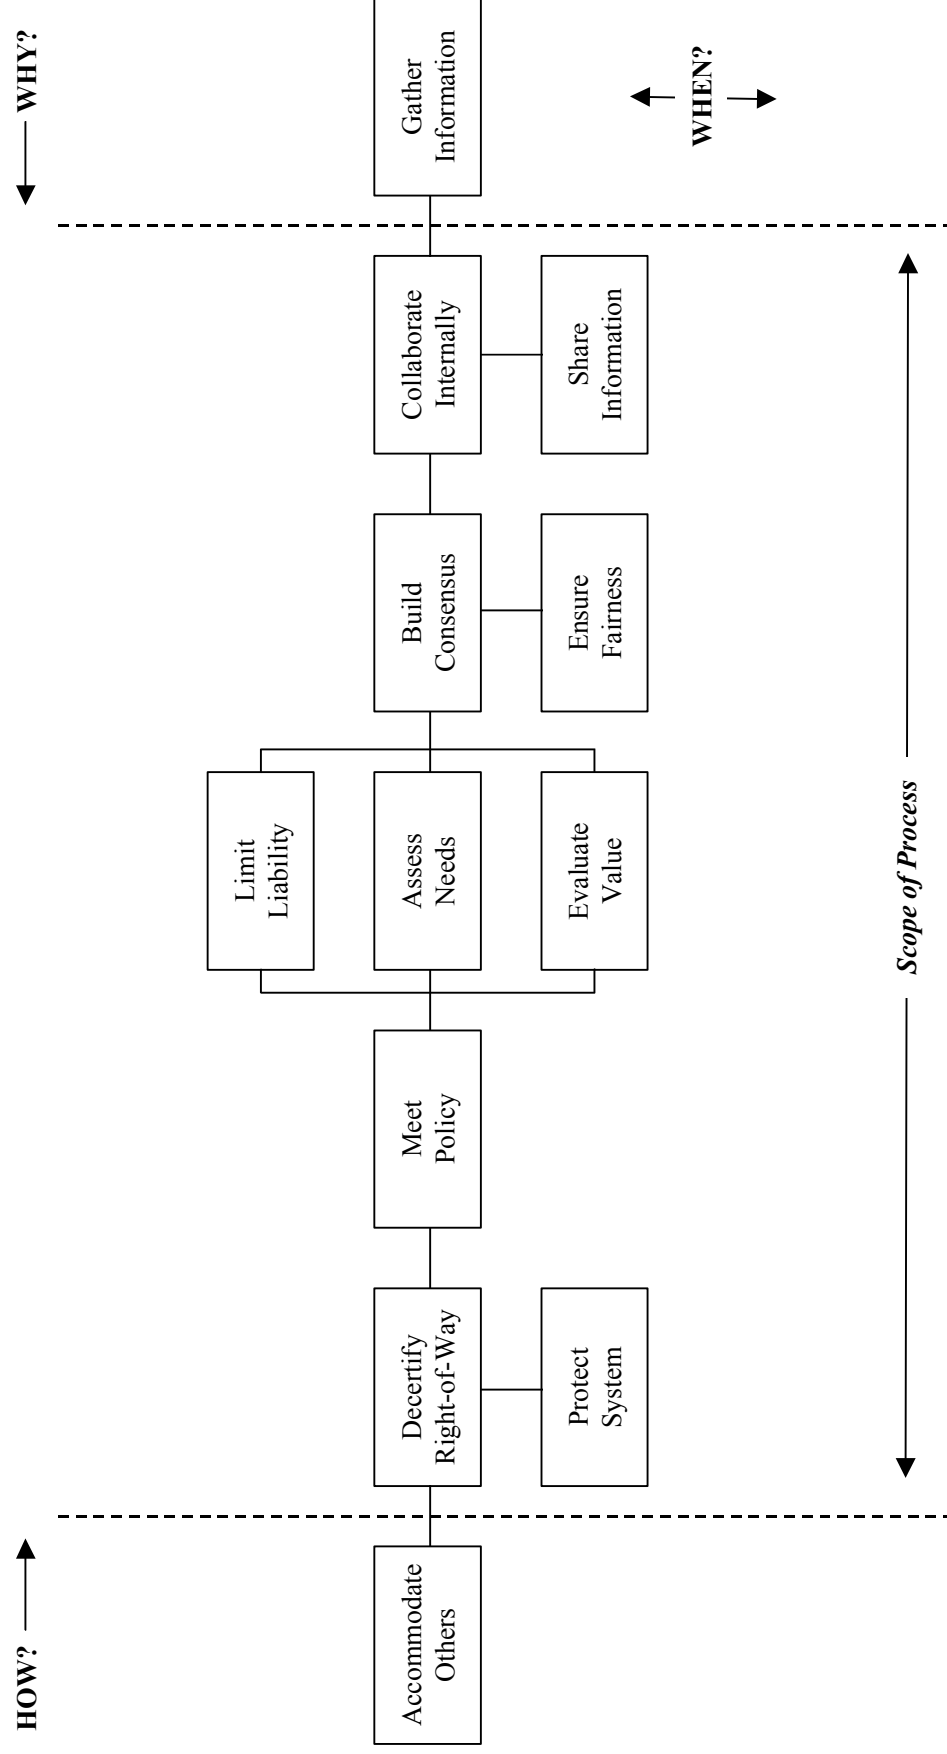 HOW?
WHY?
Accommodate
Others
Decertify
Right-of-Way
Protect
System
Meet
Policy
Limit
Liability
Assess
Needs
Evaluate
Value
Build
Consensus
Ensure
Fairness
Collaborate
Internally
Share
Information
Gather
Information
WHEN?
Scope of Process